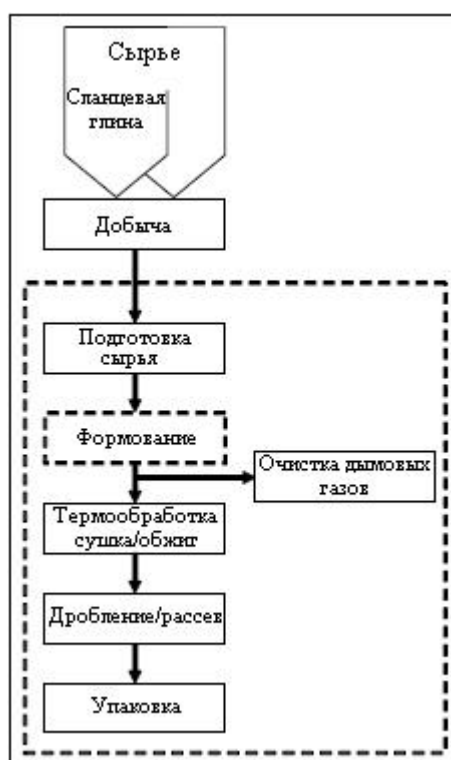 Сырье
Сланцевая
глина
Добыча
Подготовка
сырья
Формование
Очистка дымовых
газов
Термообработка
сушка/обжиг
Дробление/рассев
Упаковка